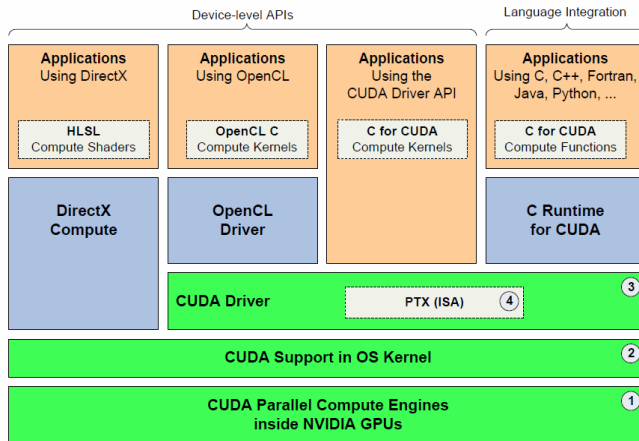 Device-level APIs
Language Integration
Applications
Using DirectX
HLSL
Compute Shaders
Applications
Using OpenCL
OpenCL C
Compute Kernels
Applications
Using the
CUDA Driver API
C for CUDA
Compute Kernels
Applications
Using C, C++, Fortran,
Java, Python, ...
C for CUDA
Compute Functions
DirectX
Compute
OpenCL
Driver
C Runtime
for CUDA
CUDA Driver
PTX (ISA)
4
3
CUDA Support in OS Kernel
2
CUDA Parallel Compute Engines
inside NVIDIA GPUs
1